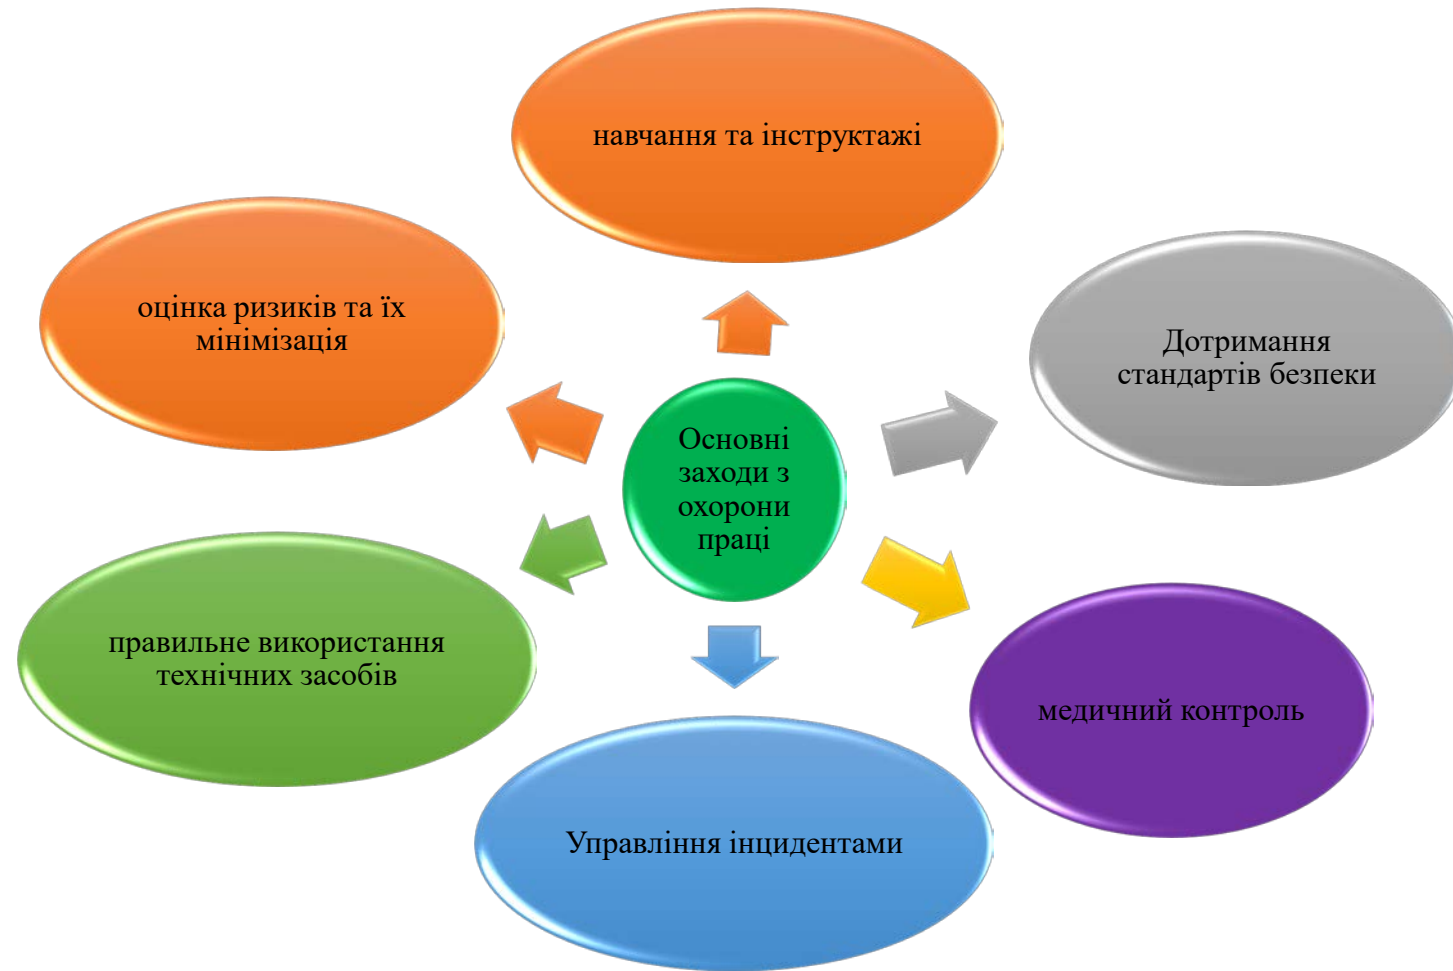 навчання та інструктажі
оцінка ризиків та їх
мінімізація
Дотримання
стандартів безпеки
Основні
заходи з
охорони
праці
правильне використання
технічних засобів
медичний контроль
Управління інцидентами